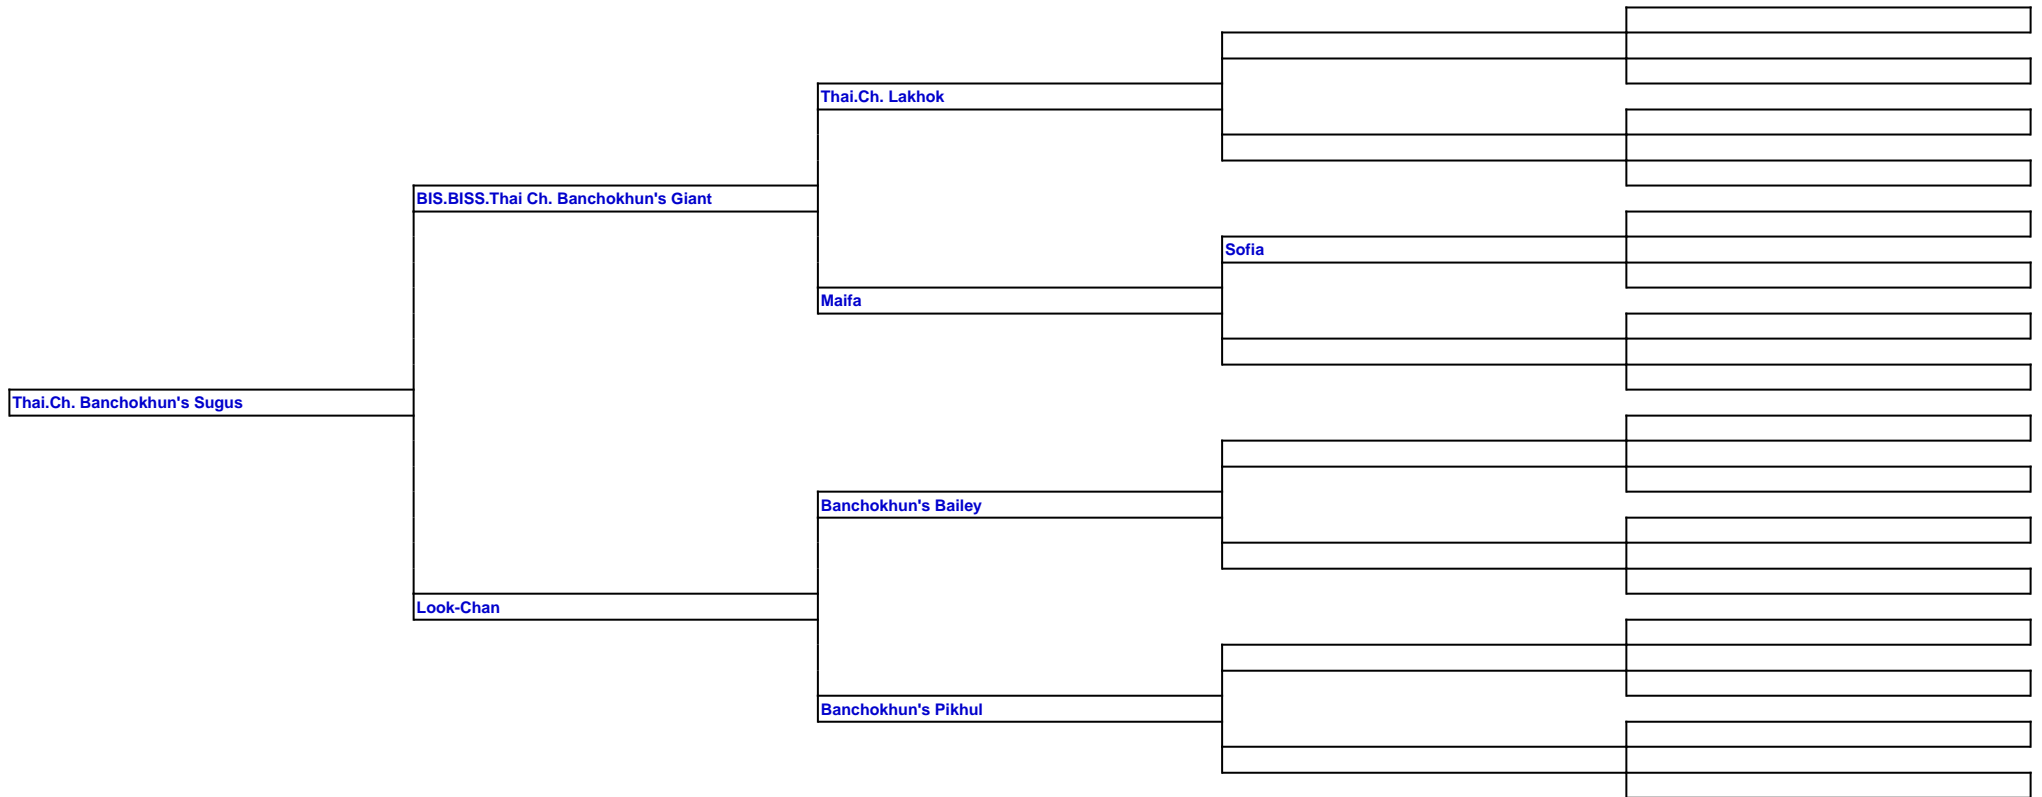 Thai.Ch. Lakhok
BIS.BISS.Thai Ch. Banchokhun's Giant
Sofia
Maifa
Thai.Ch. Banchokhun's Sugus
Banchokhun's Bailey
Look-Chan
Banchokhun's Pikhul